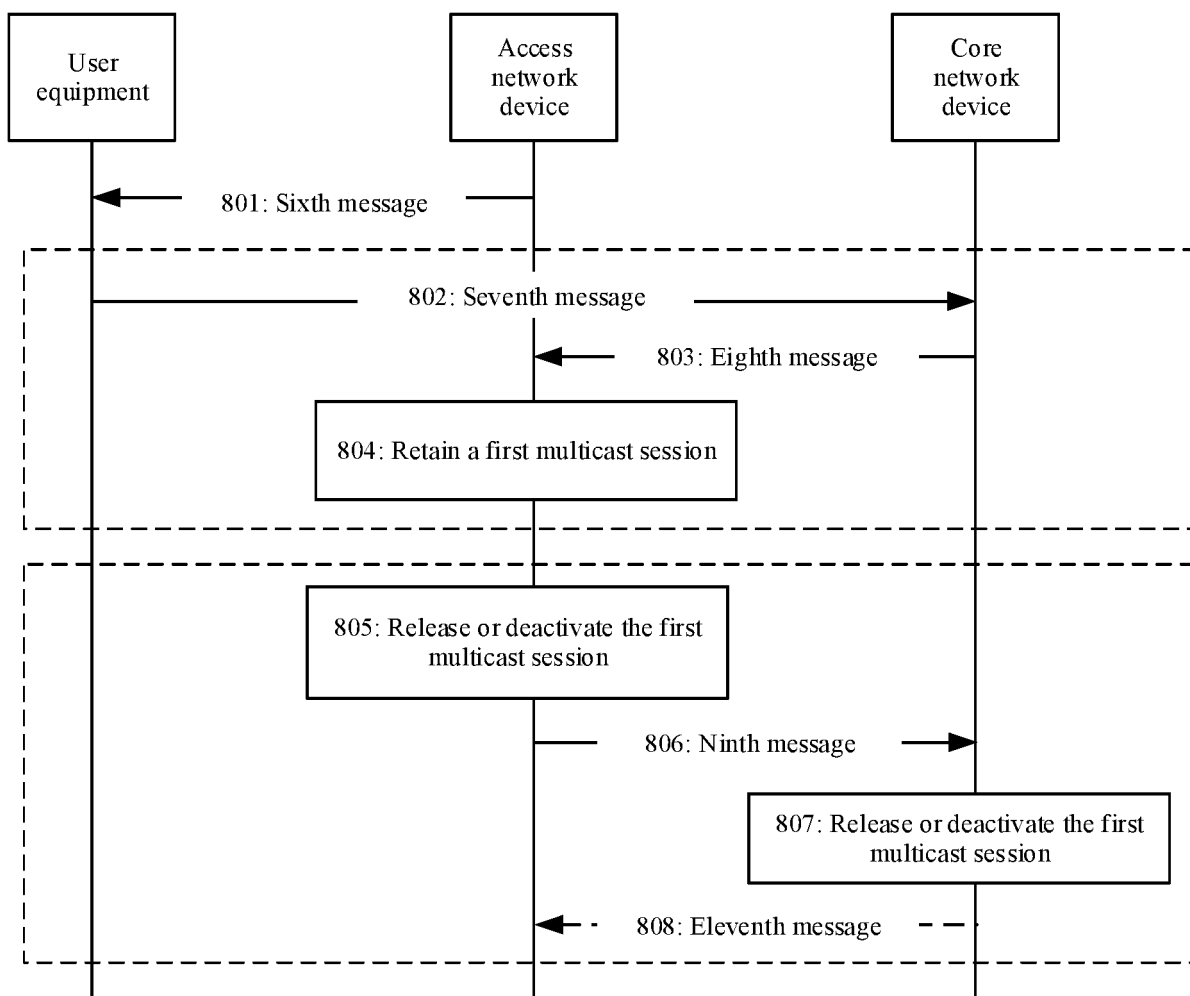 User
equipment
Access
network
device
Core
network
device
801: Sixth message
802: Seventh message
803: Eighth message
804: Retain a first multicast session
805: Release or deactivate the first
multicast session
806: Ninth message
807: Release or deactivate the first
multicast session
808: Eleventh message